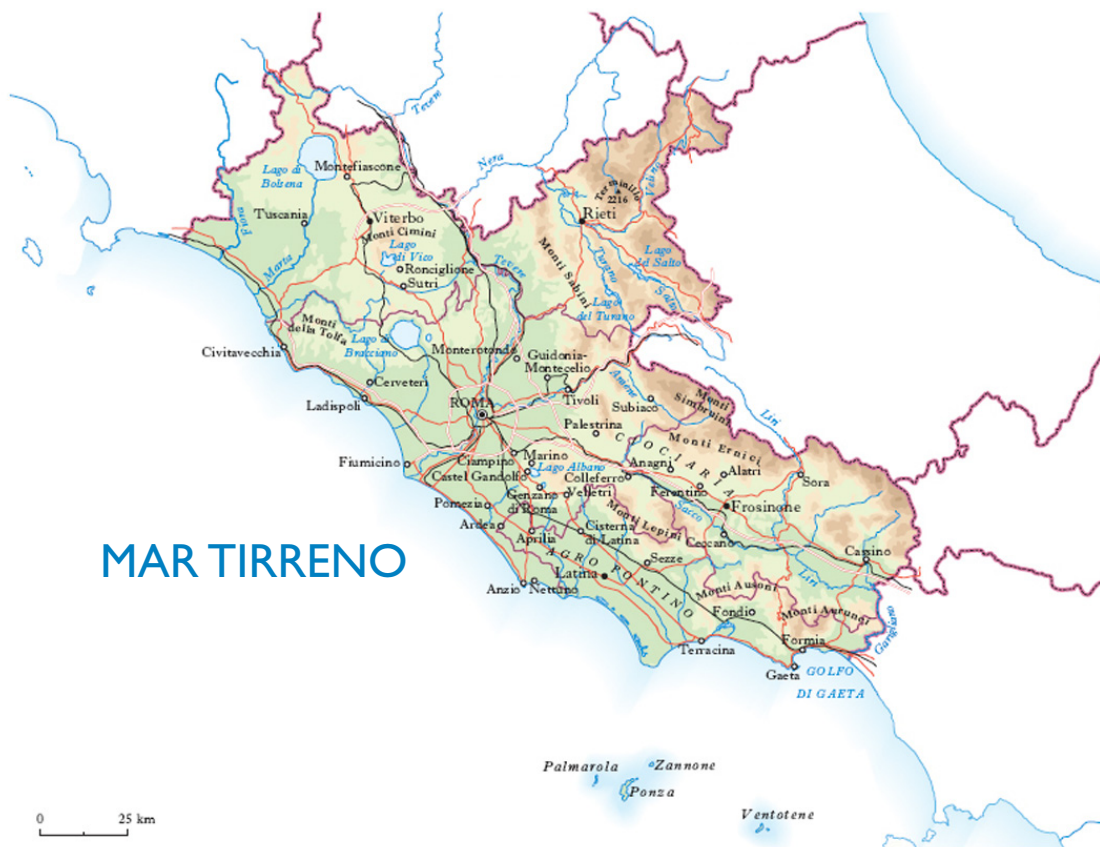 Tevere
Nera
Montefiascone
Lago di
Bolsena
Terminillo
2216
Velino
Tuscania
Fiora
Viterbo
Monti Cimini
Rieti
Lago
di Vico
Ronciglione
Sutri
Marta
Tevere
Monti Sabini
Turano
Salto
Lago
del Salto
Lago
del Turano
Monti
della Tolfa
Lago di
Bracciano
Civitavecchia
Monterotondo
Guidonia-
Montecelio
Cerveteri
Ladispoli
ROMA
Tivoli
Aniene
Subiaco
Monti
Simbruini
Liri
Palestrina
CIOCIARIA
Monti Ernici
Fiumicino
Ciampino
Marino
Lago Albano
Castel Gandolfo
Colleferro
Anagni
Alatri
Sora
Genzano
di Roma
Velletri
Ferentino
Frosinone
Pomezia
Ardea
Aprilia
Cisterna
di Latina
Monti Lepini
Sacco
Ceccano
Cassino
MAR TIRRENO
AGRO PONTINO
Sezze
Latina
Anzio
Nettuno
Monti Ausoni
Liri
Fondi
Monti Aurunci
Garigliano
Terracina
Formia
Gaeta
GOLFO
DI GAETA
Palmarola
Zannone
Ponza
Ventotene
0 25 km